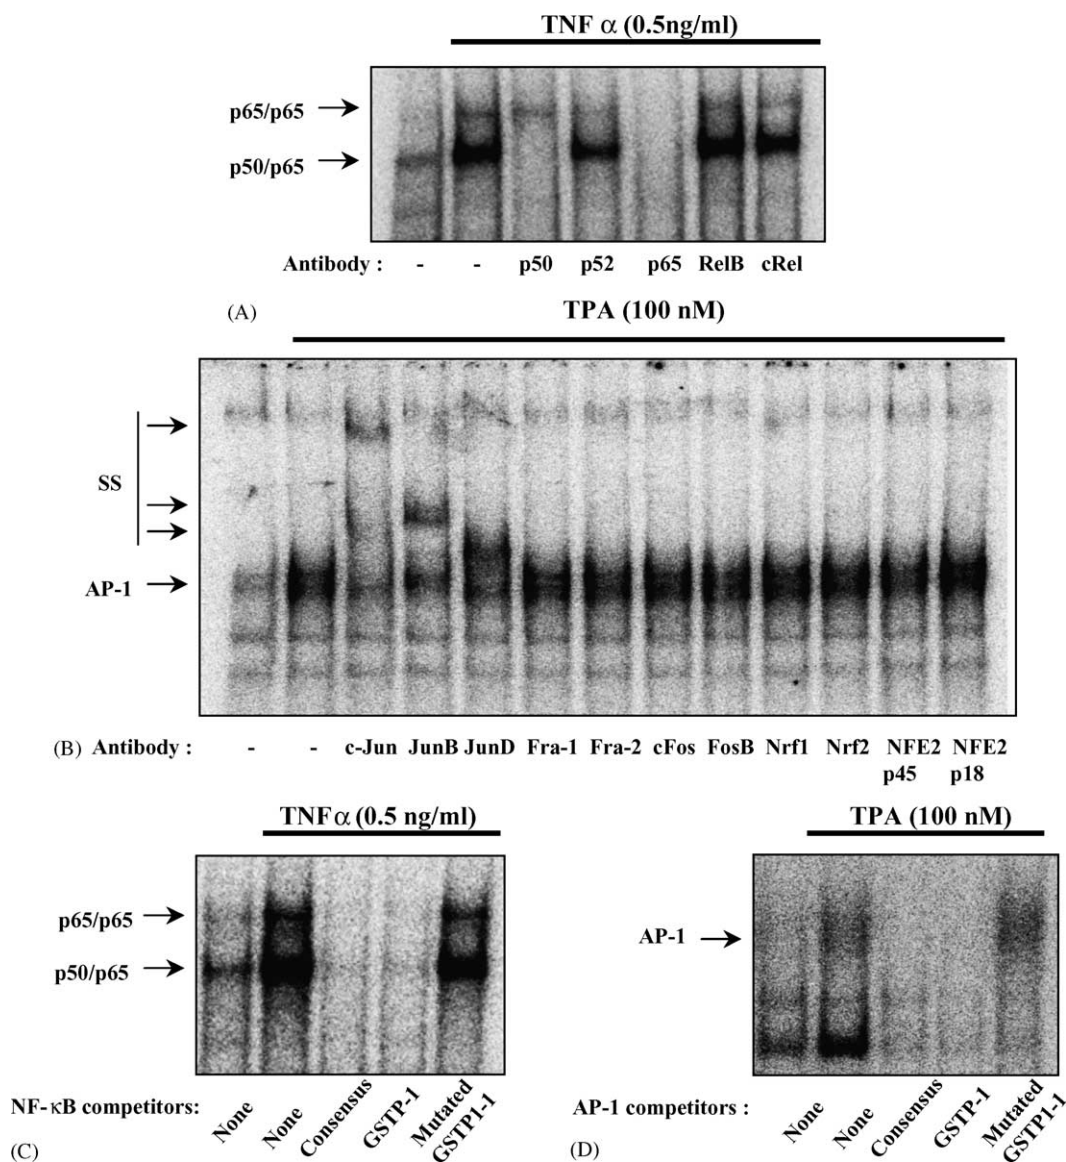 TNF α (0.5ng/ml)
p65/p65
p50/p65
Antibody : - - p50 p52 p65 RelB cRel
(A)
TPA (100 nM)
SS
AP-1
(B) Antibody : - - c-Jun JunB JunD Fra-1 Fra-2 cFos FosB Nrf1 Nrf2 NFE2 NFE2
p45 p18
TNFα (0.5 ng/ml)
p65/p65
p50/p65
NF-κB competitors: None None Consensus GSTP-1 Mutated GSTP1-1
(C)
TPA (100 nM)
AP-1
AP-1 competitors : None None Consensus GSTP-1 Mutated GSTP1-1
(D)